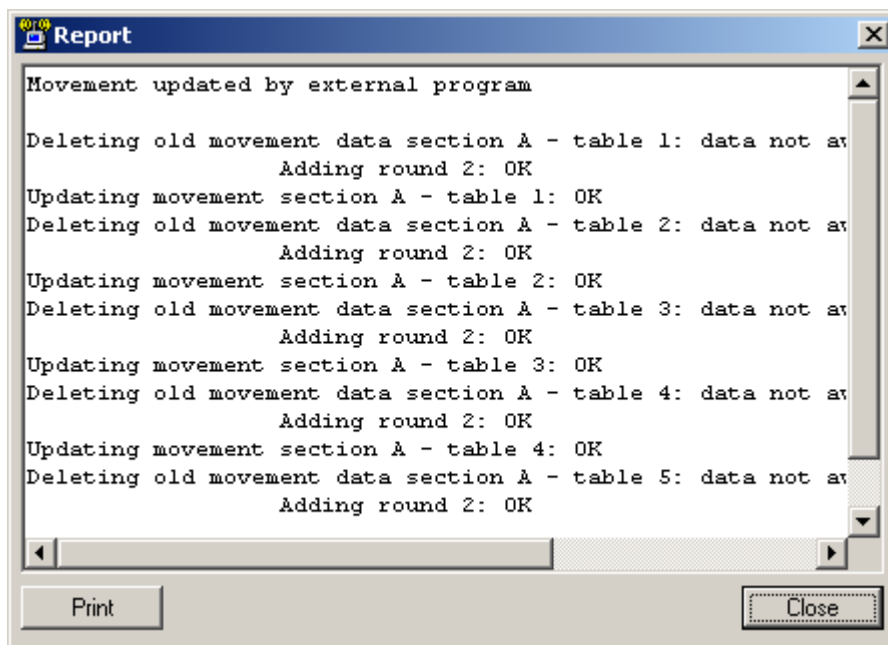 Report
Movement updated by external program
Deleting old movement data section A - table 1: data not
Adding round 2: OK
Updating movement section A - table 1: OK
Deleting old movement data section A - table 2: data not
Adding round 2: OK
Updating movement section A - table 2: OK
Deleting old movement data section A - table 3: data not
Adding round 2: OK
Updating movement section A - table 3: OK
Deleting old movement data section A - table 4: data not
Adding round 2: OK
Updating movement section A - table 4: OK
Deleting old movement data section A - table 5: data not
Adding round 2: OK
Print
Close